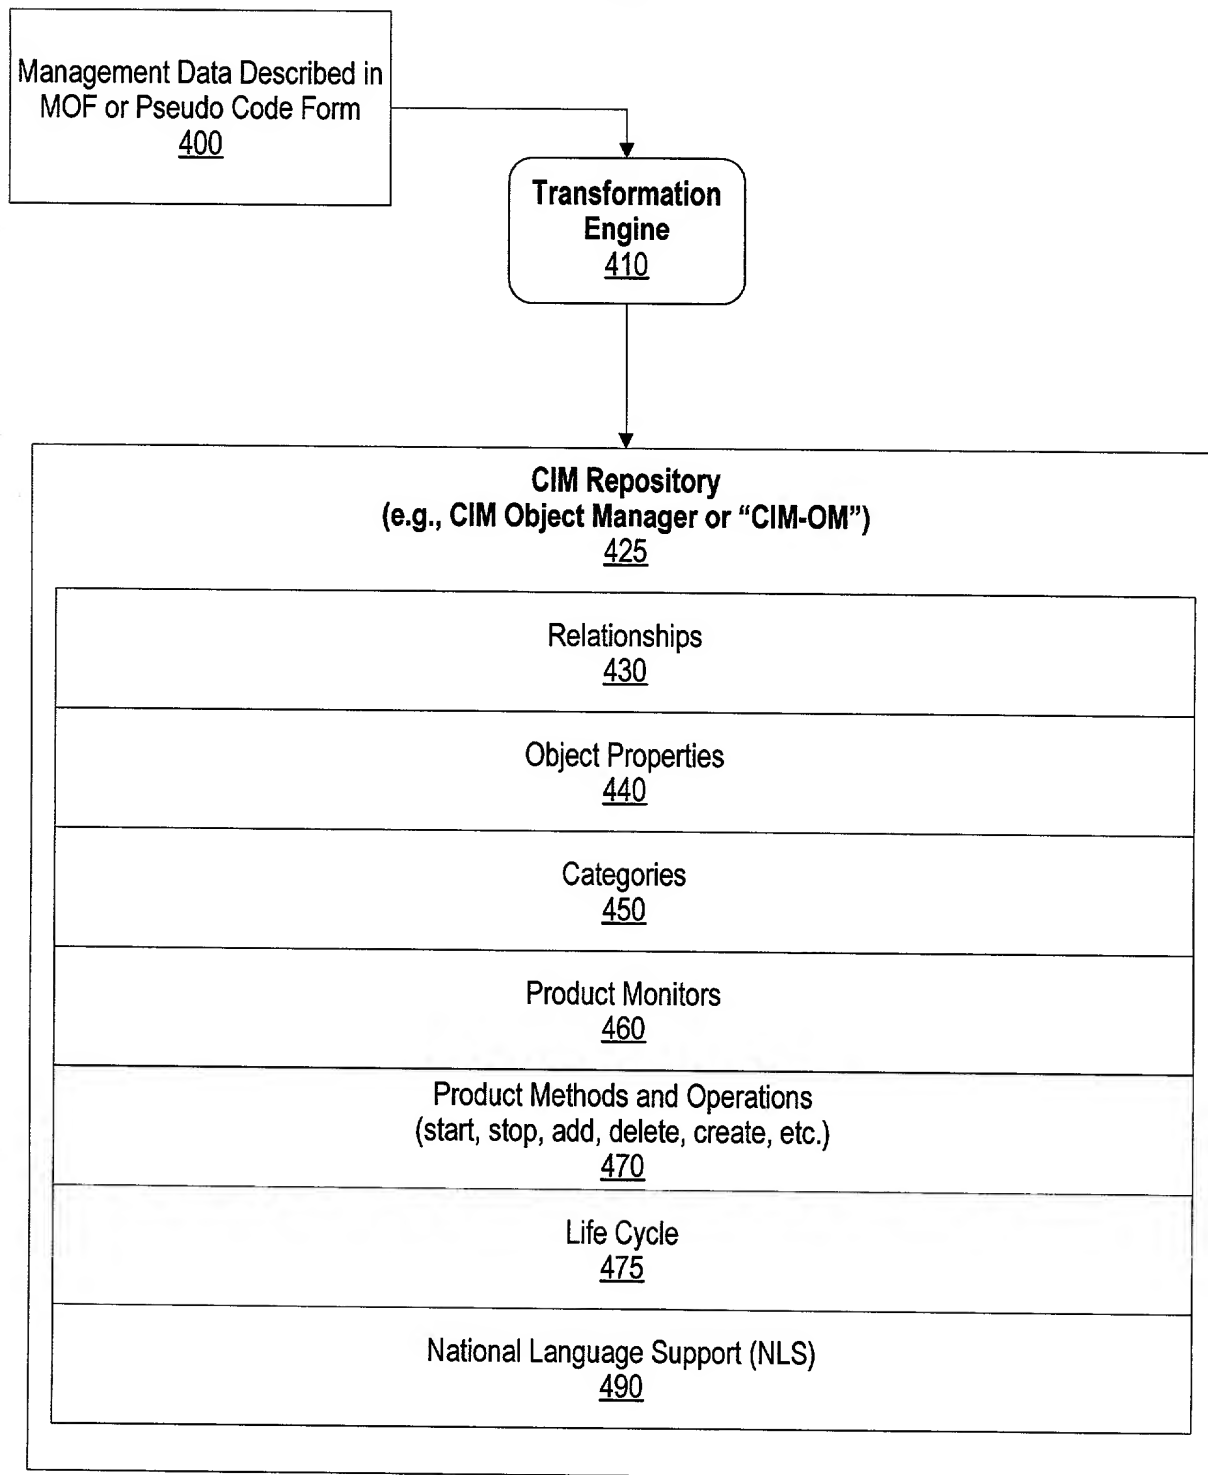 Management Data Described in
MOF or Pseudo Code Form
400
Transformation
Engine
410
CIM Repository
(e.g., CIM Object Manager or “CIM-OM”)
425
Relationships
430
Object Properties
440
Categories
450
Product Monitors
460
Product Methods and Operations
(start, stop, add, delete, create, etc.)
470
Life Cycle
475
National Language Support (NLS)
490